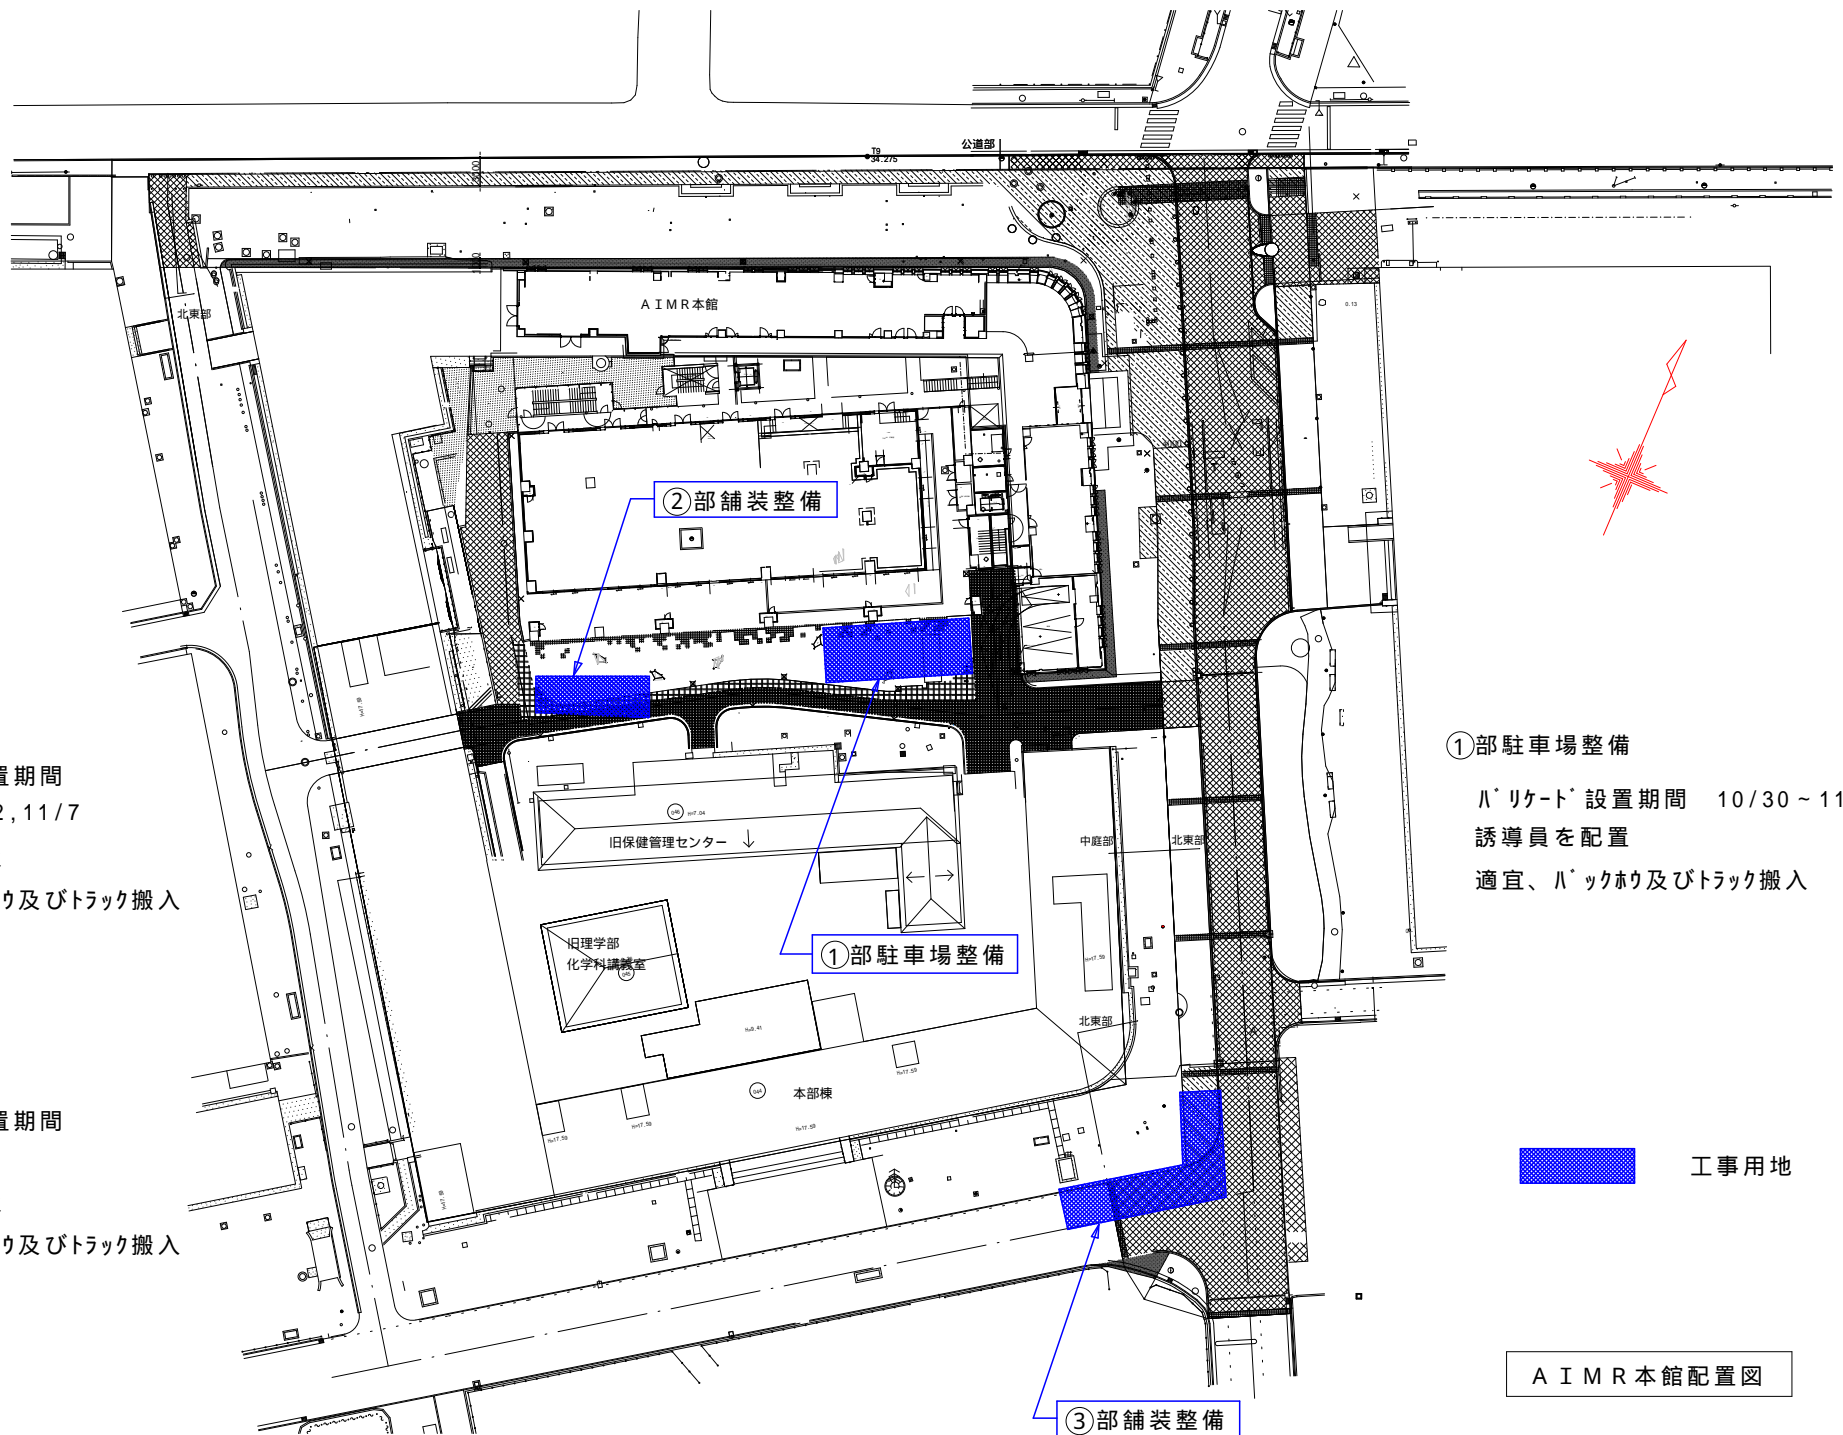 公道部
T9
34.275
北東部
ＡＩＭＲ本館
②部舗装整備
①部駐車場整備
バリケード設置期間　10/30～11
誘導員を配置
適宜、バックホウ及びトラック搬入
置期間
2,11/7
ウ及びトラック搬入
H=7.04
旧保健管理センター
中庭部
北東部
旧理学部
化学科講義室
①部駐車場整備
北東部
本部棟
H=17.50
置期間
ウ及びトラック搬入
工事用地
ＡＩＭＲ本館配置図
③部舗装整備